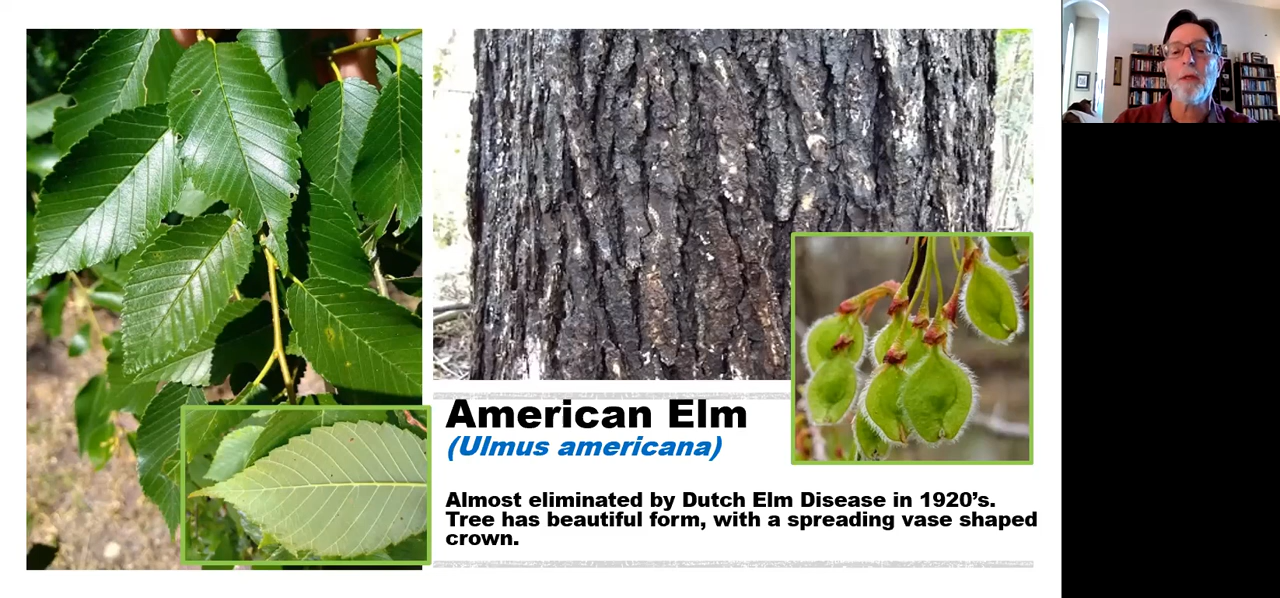 American Elm
(Ulmus americana)
Almost eliminated by Dutch Elm Disease in 1920’s.
Tree has beautiful form, with a spreading vase shaped
crown.